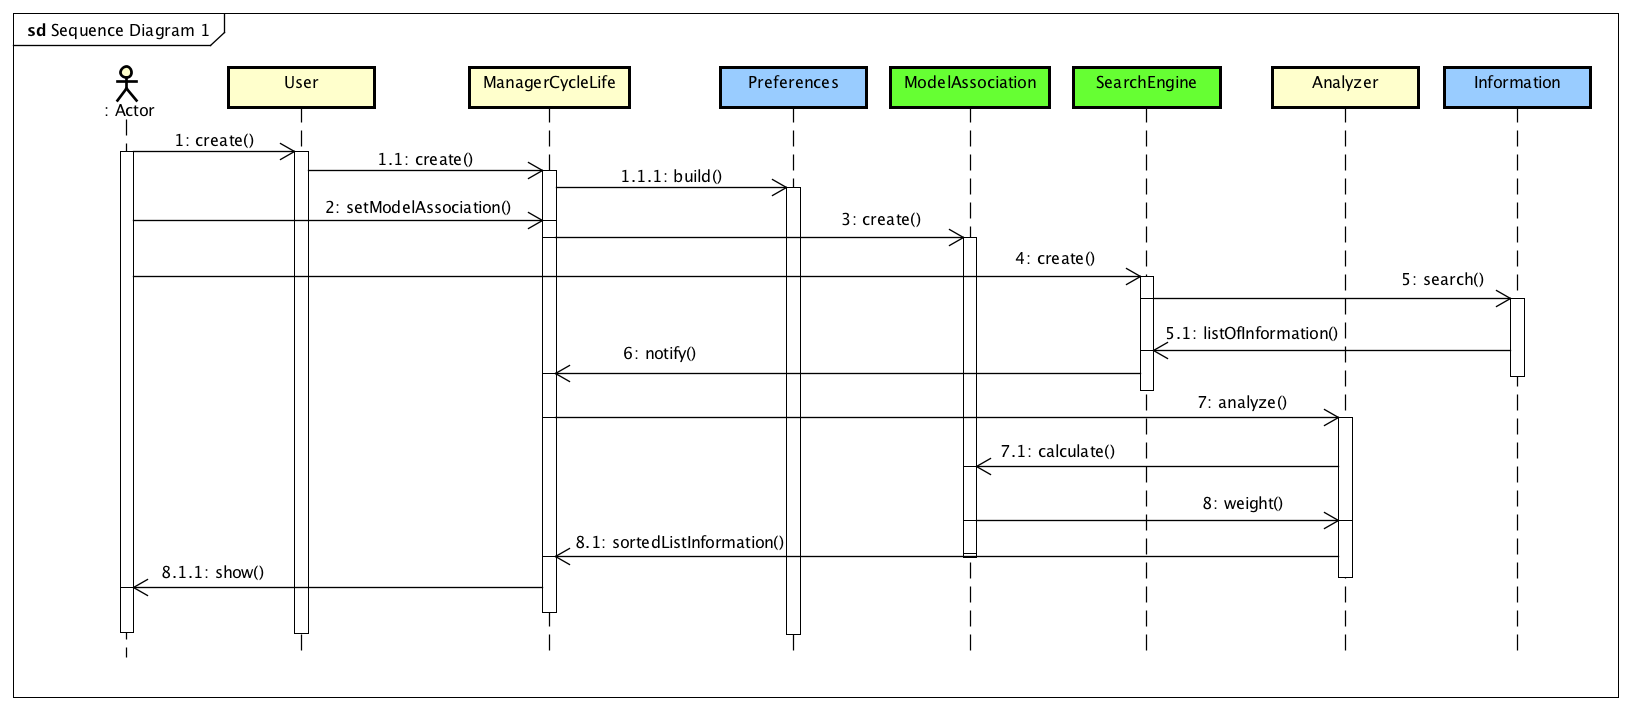 sd Sequence Diagram 1
: Actor
User
ManagerCycleLife
Preferences
ModelAssociation
SearchEngine
Analyzer
Information
1: create()
1.1: create()
1.1.1: build()
2: setModelAssociation()
3: create()
4: create()
5: search()
5.1: listOfInformation()
6: notify()
7: analyze()
7.1: calculate()
8: weight()
8.1: sortedListInformation()
8.1.1: show()